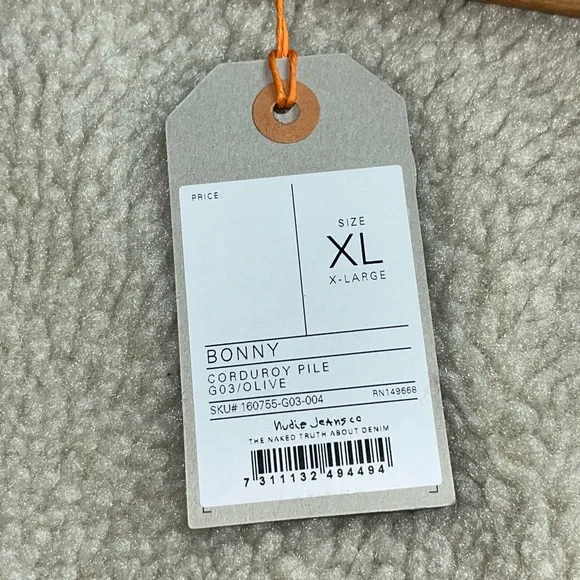 PRICE:
SIZE
XL
X-LARGE
BONNY
CORDUROY PILE
G03/OLIVE
SKU# 160755-G03-004
RN149668
Nudie Jeans co
THE NAKED TRUTH ABOUT DENIM
7 311132 494494